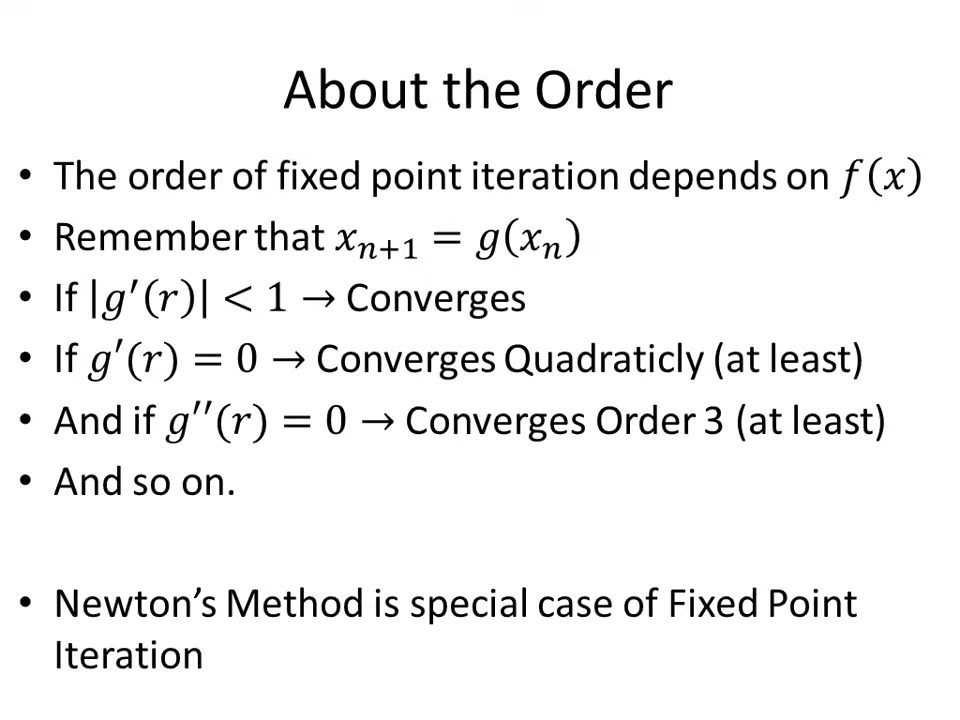 About the Order
• The order of fixed point iteration depends on f(x)
• Remember that xₙ₊₁ = g(xₙ)
• If |g′(r)| < 1 → Converges
• If g′(r) = 0 → Converges Quadraticly (at least)
• And if g′′(r) = 0 → Converges Order 3 (at least)
• And so on.
• Newton’s Method is special case of Fixed Point
Iteration